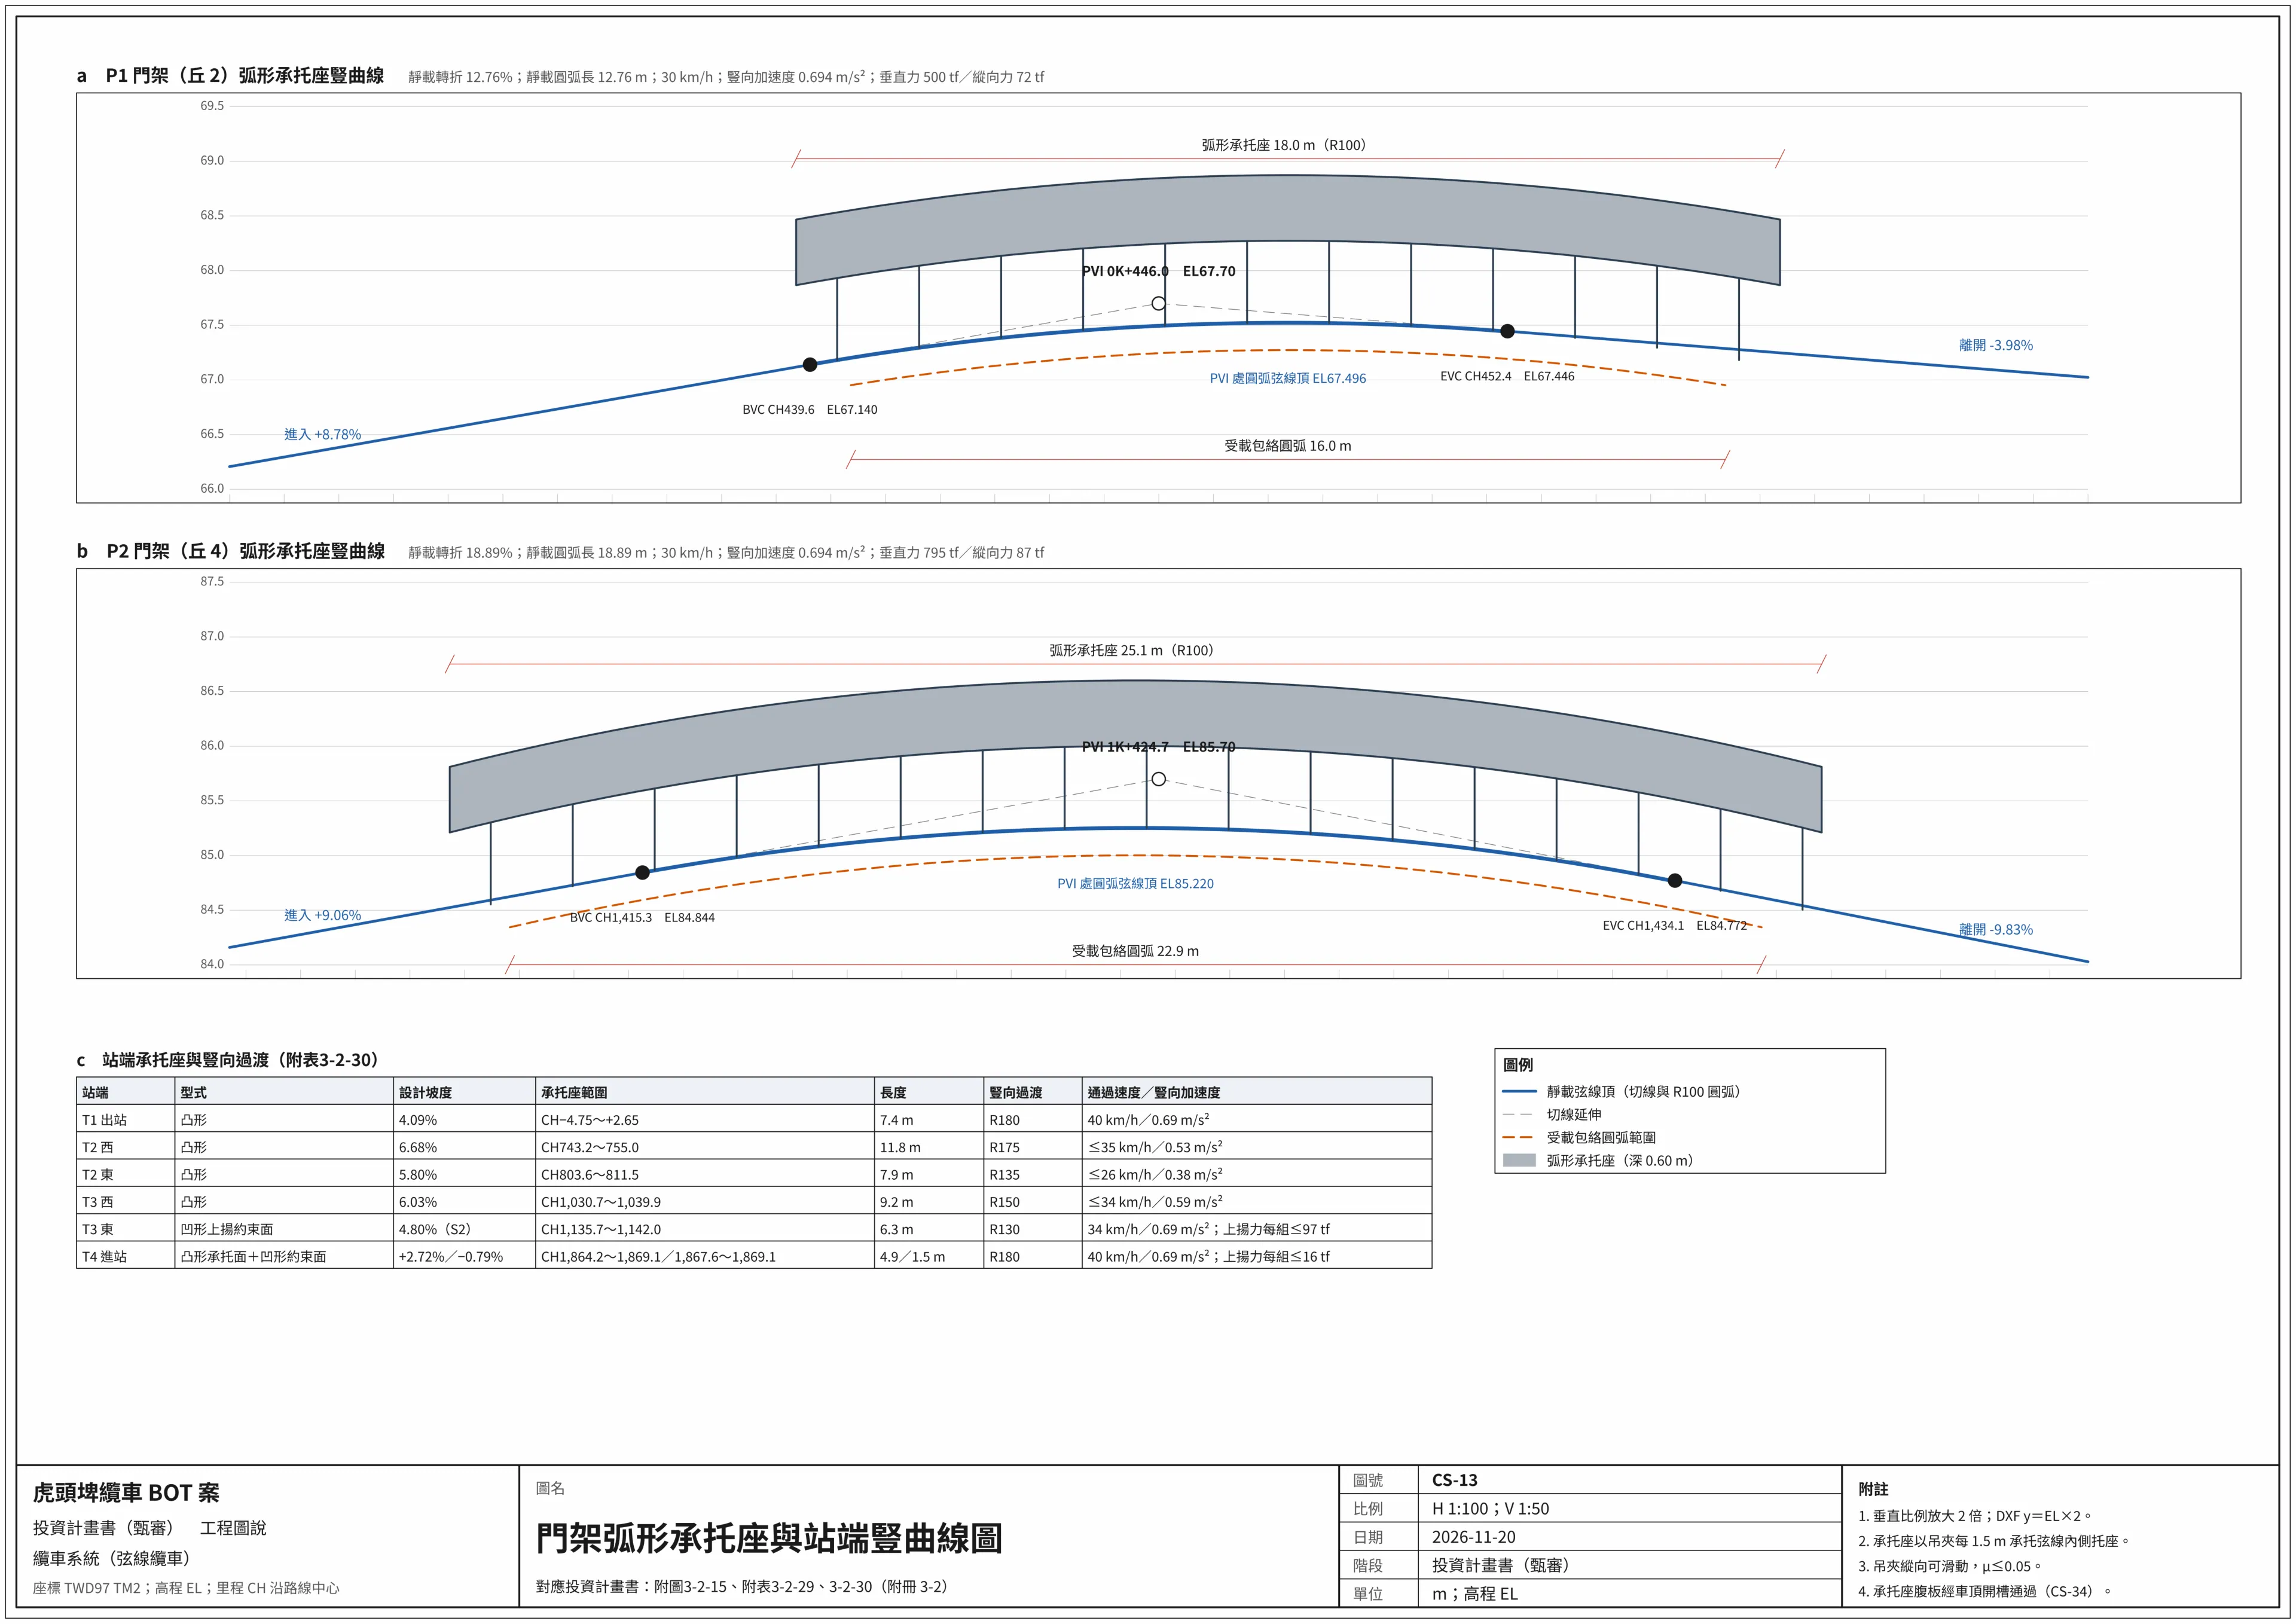 a P1 門架（丘 2）弧形承托座豎曲線 靜載轉折 12.76%；靜載圓弧長 12.76 m；30 km/h；豎向加速度 0.694 m/s²；垂直力 500 tf／縱向力 72 tf
69.5
弧形承托座 18.0 m（R100）
69.0
68.5
68.0
PVI 0K+446.0 EL67.70
67.5
離開 -3.98%
67.0
PVI 處圓弧弦線頂 EL67.496
EVC CH452.4 EL67.446
BVC CH439.6 EL67.140
66.5
進入 +8.78%
受載包絡圓弧 16.0 m
66.0
b P2 門架（丘 4）弧形承托座豎曲線 靜載轉折 18.89%；靜載圓弧長 18.89 m；30 km/h；豎向加速度 0.694 m/s²；垂直力 795 tf／縱向力 87 tf
87.5
87.0
弧形承托座 25.1 m（R100）
86.5
86.0
PVI 1K+424.7 EL85.70
85.5
85.0
PVI 處圓弧弦線頂 EL85.220
84.5
進入 +9.06%
BVC CH1,415.3 EL84.844
EVC CH1,434.1 EL84.772
離開 -9.83%
受載包絡圓弧 22.9 m
84.0
c 站端承托座與豎向過渡（附表3-2-30）
站端 型式 設計坡度 承托座範圍 長度 豎向過渡 通過速度／豎向加速度
T1 出站 凸形 4.09% CH−4.75～+2.65 7.4 m R180 40 km/h／0.69 m/s²
T2 西 凸形 6.68% CH743.2～755.0 11.8 m R175 ≤35 km/h／0.53 m/s²
T2 東 凸形 5.80% CH803.6～811.5 7.9 m R135 ≤26 km/h／0.38 m/s²
T3 西 凸形 6.03% CH1,030.7～1,039.9 9.2 m R150 ≤34 km/h／0.59 m/s²
T3 東 凹形上揚約束面 4.80%（S2） CH1,135.7～1,142.0 6.3 m R130 34 km/h／0.69 m/s²；上揚力每組≤97 tf
T4 進站 凸形承托面＋凹形約束面 +2.72%／−0.79% CH1,864.2～1,869.1／1,867.6～1,869.1 4.9／1.5 m R180 40 km/h／0.69 m/s²；上揚力每組≤16 tf
圖例
靜載弦線頂（切線與 R100 圓弧）
切線延伸
受載包絡圓弧範圍
弧形承托座（深 0.60 m）
虎頭埤纜車 BOT 案
投資計畫書（甄審） 工程圖說
纜車系統（弦線纜車）
座標 TWD97 TM2；高程 EL；里程 CH 沿路線中心
圖名
門架弧形承托座與站端豎曲線圖
對應投資計畫書：附圖3-2-15、附表3-2-29、3-2-30（附冊 3-2）
圖號 CS-13
比例 H 1:100；V 1:50
日期 2026-11-20
階段 投資計畫書（甄審）
單位 m；高程 EL
附註
1. 垂直比例放大 2 倍；DXF y＝EL×2。
2. 承托座以吊夾每 1.5 m 承托弦線內側托座。
3. 吊夾縱向可滑動，μ≤0.05。
4. 承托座腹板經車頂開槽通過（CS-34）。